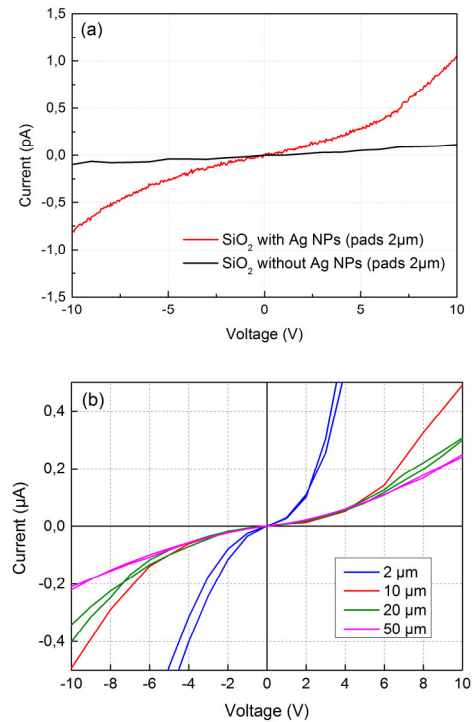 (a)
1,5
1,0
0,5
0,0
-0,5
-1,0
-1,5
Current (pA)
SiO₂ with Ag NPs (pads 2µm)
SiO₂ without Ag NPs (pads 2µm)
-10 -5 0 5 10
Voltage (V)
(b)
0,4
0,2
0,0
-0,2
-0,4
Current (µA)
2 µm
10 µm
20 µm
50 µm
-10 -8 -6 -4 -2 0 2 4 6 8 10
Voltage (V)